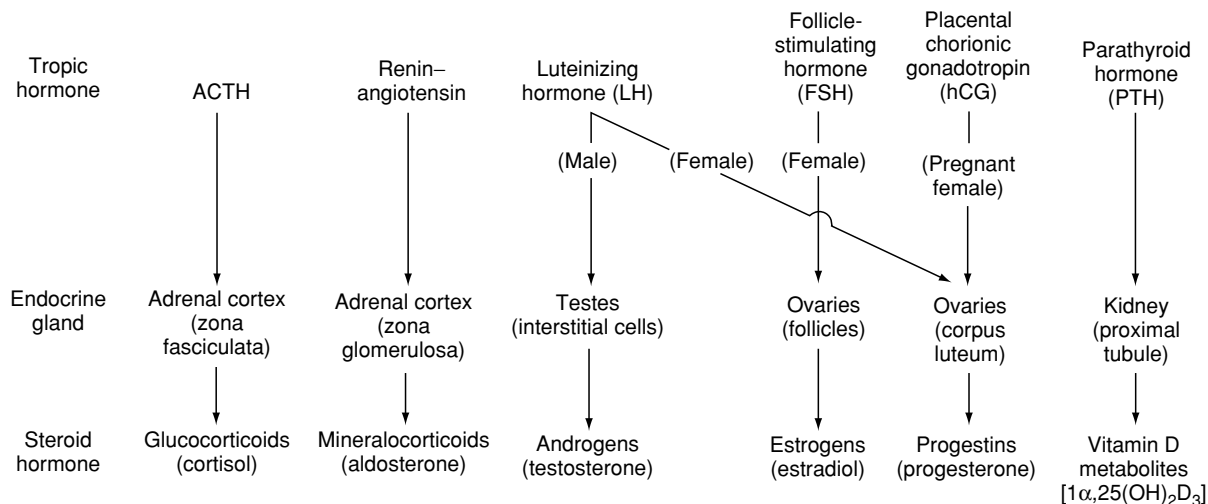 Tropic
hormone
ACTH
Renin–
angiotensin
Luteinizing
hormone (LH)
Follicle-
stimulating
hormone
(FSH)
Placental
chorionic
gonadotropin
(hCG)
Parathyroid
hormone
(PTH)
(Male)
(Female)
(Female)
(Pregnant
female)
Endocrine
gland
Adrenal cortex
(zona
fasciculata)
Adrenal cortex
(zona
glomerulosa)
Testes
(interstitial cells)
Ovaries
(follicles)
Ovaries
(corpus
luteum)
Kidney
(proximal
tubule)
Steroid
hormone
Glucocorticoids
(cortisol)
Mineralocorticoids
(aldosterone)
Androgens
(testosterone)
Estrogens
(estradiol)
Progestins
(progesterone)
Vitamin D
metabolites
[1α,25(OH)₂D₃]